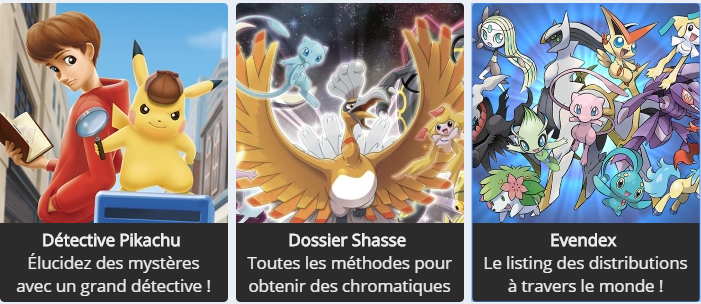 Détective Pikachu
Élucidez des mystères
avec un grand détective !
Dossier Shasse
Toutes les méthodes pour
obtenir des chromatiques
Evendex
Le listing des distributions
à travers le monde !